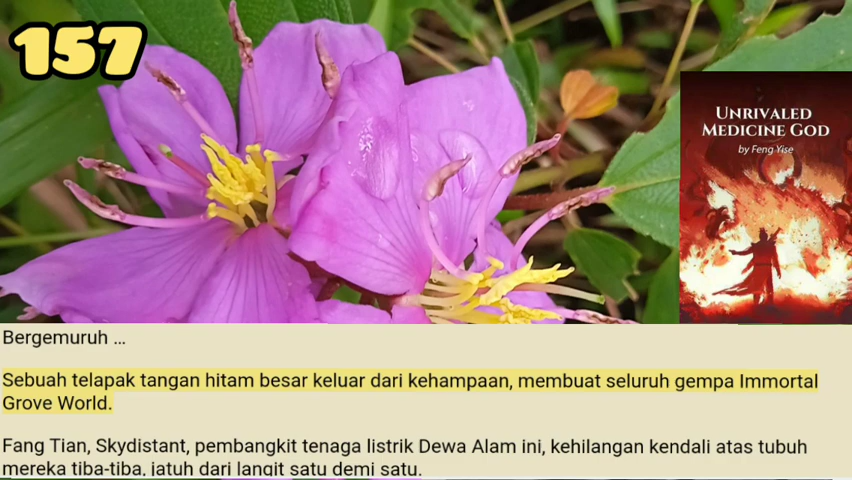 157
UNRIVALED
MEDICINE GOD
by Feng Yise
Bergemuruh ...
Sebuah telapak tangan hitam besar keluar dari kehampaan, membuat seluruh gempa Immortal
Grove World.
Fang Tian, Skydistant, pembangkit tenaga listrik Dewa Alam ini, kehilangan kendali atas tubuh
mereka tiba-tiba, jatuh dari langit satu demi satu.